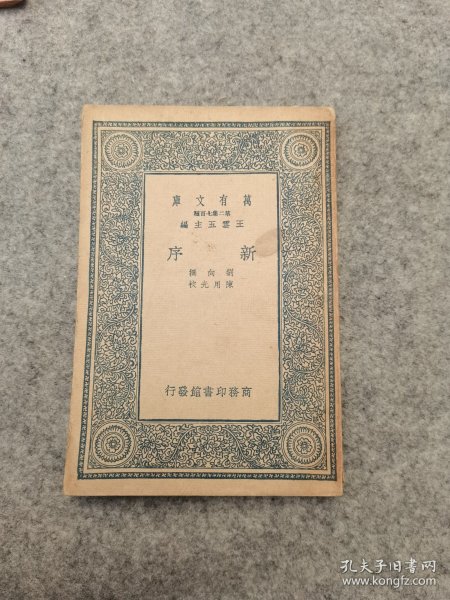 萬有文庫
第二集七百種
王雲五主編
新序
劉向撰
陳用光校
商務印書館發行
孔夫子旧书网
www.kongfz.com